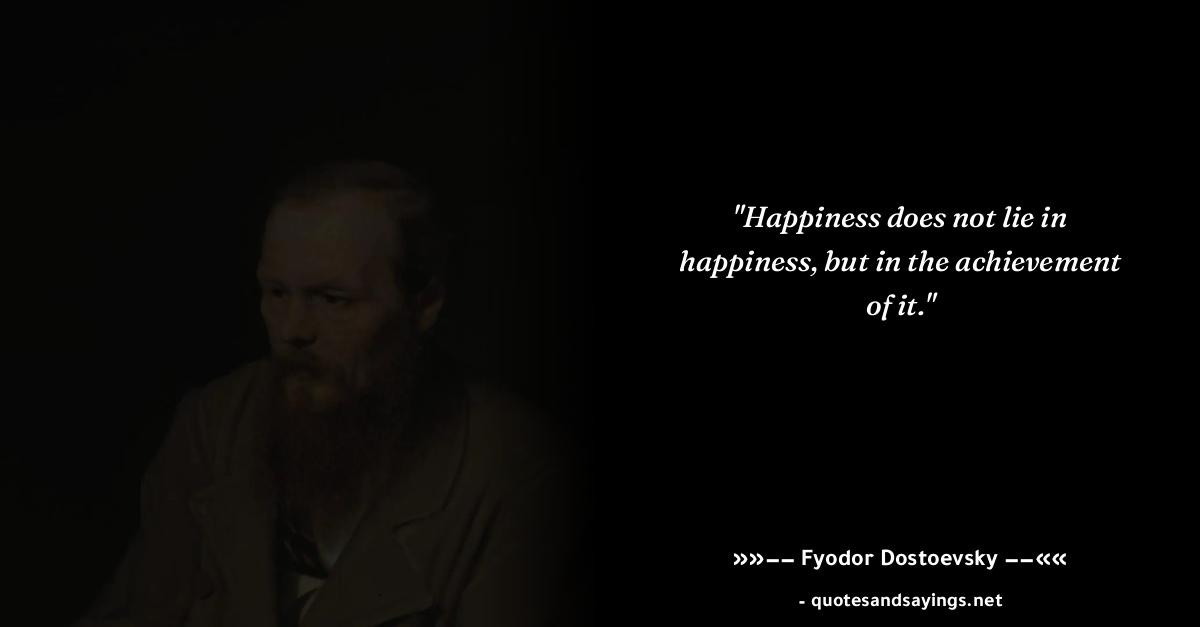 "Happiness does not lie in
happiness, but in the achievement
of it."
»»–– Fyodor Dostoevsky ––««
- quotesandsayings.net